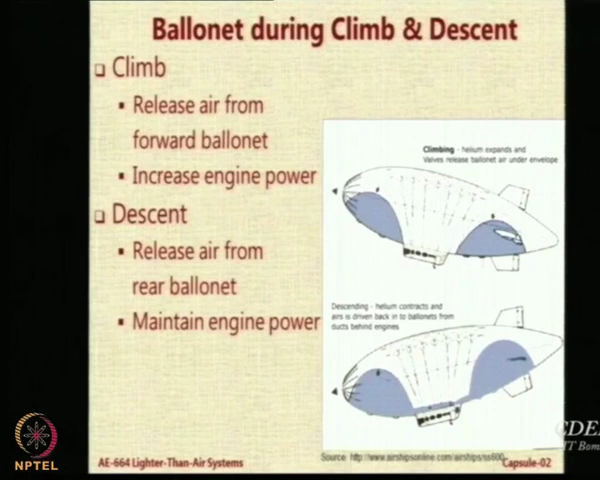 Ballonet during Climb & Descent
Climb
Release air from
forward ballonet
Increase engine power
Descent
Release air from
rear ballonet
Maintain engine power
Climbing - helium expands and
Valves release ballonet air under envelope
Descending - helium contracts and
airs is driven back in to ballonets from
ducts behind engines
Source: http://www.airshipsonline.com/airships/ss600
NPTEL
AE-664 Lighter-Than-Air Systems
Capsule-02
CDEE
IIT Bom